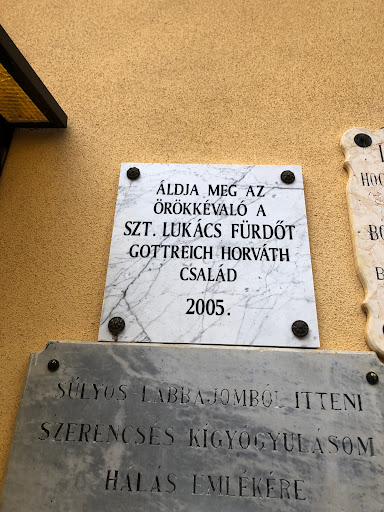 ÁLDJA MEG AZ
ÖRÖKKÉVALÓ A
SZT. LUKÁCS FÜRDŐT
GOTTREICH HORVÁTH
CSALÁD
2005.
SÚLYOS LÁBBAJOMBÓL ITTENI
SZERENCSÉS KIGYÓGYULÁSOM
HÁLÁS EMLÉKÉRE